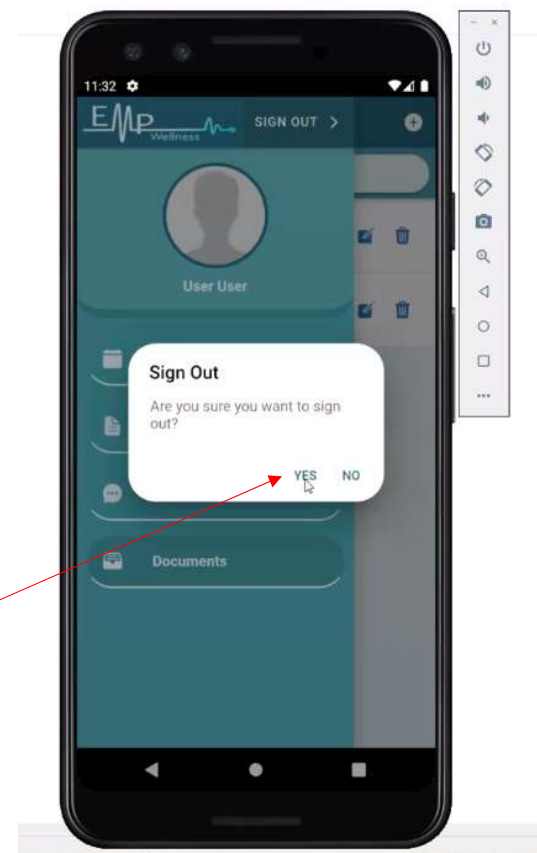 11:32
EMP
Wellness
SIGN OUT >
User User
Sign Out
Are you sure you want to sign
out?
YES NO
Documents